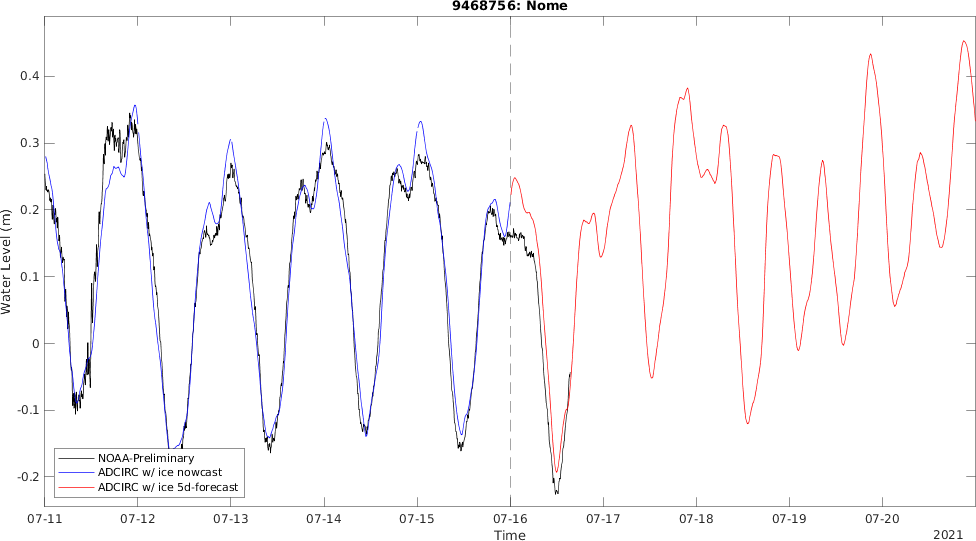 9468756: Nome
Water Level (m)
0.4
0.3
0.2
0.1
0
-0.1
-0.2
NOAA-Preliminary
ADCIRC w/ ice nowcast
ADCIRC w/ ice 5d-forecast
07-11 07-12 07-13 07-14 07-15 07-16 07-17 07-18 07-19 07-20
Time
2021